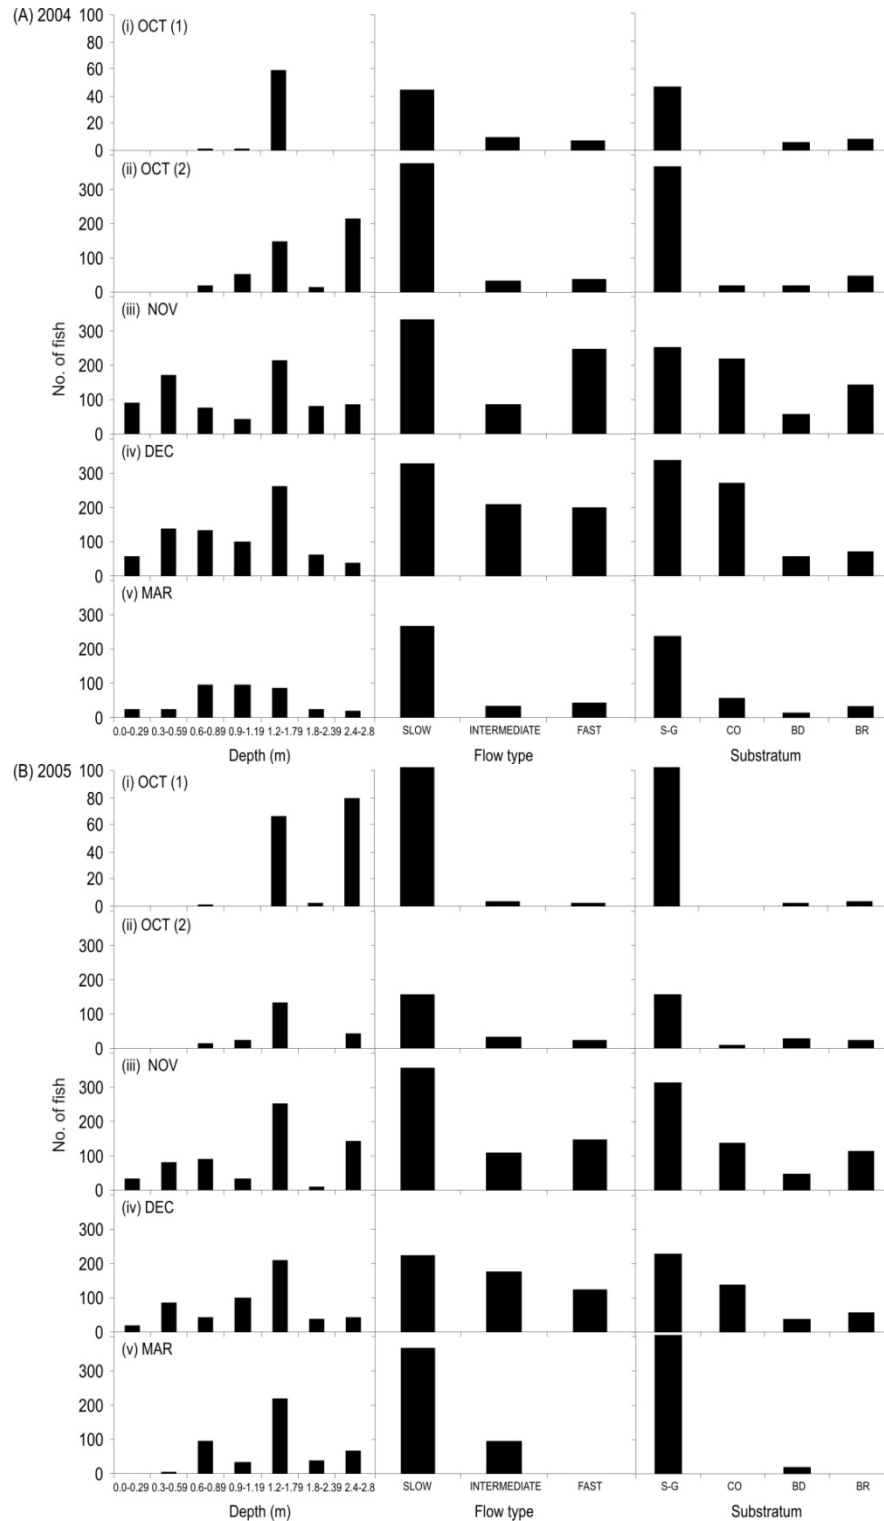 (A) 2004
(i) OCT (1)
100
80
60
40
20
0
(ii) OCT (2)
300
200
100
0
(iii) NOV
300
200
100
0
No. of fish
(iv) DEC
300
200
100
0
(v) MAR
300
200
100
0
0.0-0.29 0.3-0.59 0.6-0.89 0.9-1.19 1.2-1.79 1.8-2.39 2.4-2.8
SLOW INTERMEDIATE FAST
S-G CO BD BR
Depth (m) Flow type Substratum
(B) 2005
(i) OCT (1)
100
80
60
40
20
0
(ii) OCT (2)
300
200
100
0
(iii) NOV
300
200
100
0
No. of fish
(iv) DEC
300
200
100
0
(v) MAR
300
200
100
0
0.0-0.29 0.3-0.59 0.6-0.89 0.9-1.19 1.2-1.79 1.8-2.39 2.4-2.8
SLOW INTERMEDIATE FAST
S-G CO BD BR
Depth (m) Flow type Substratum